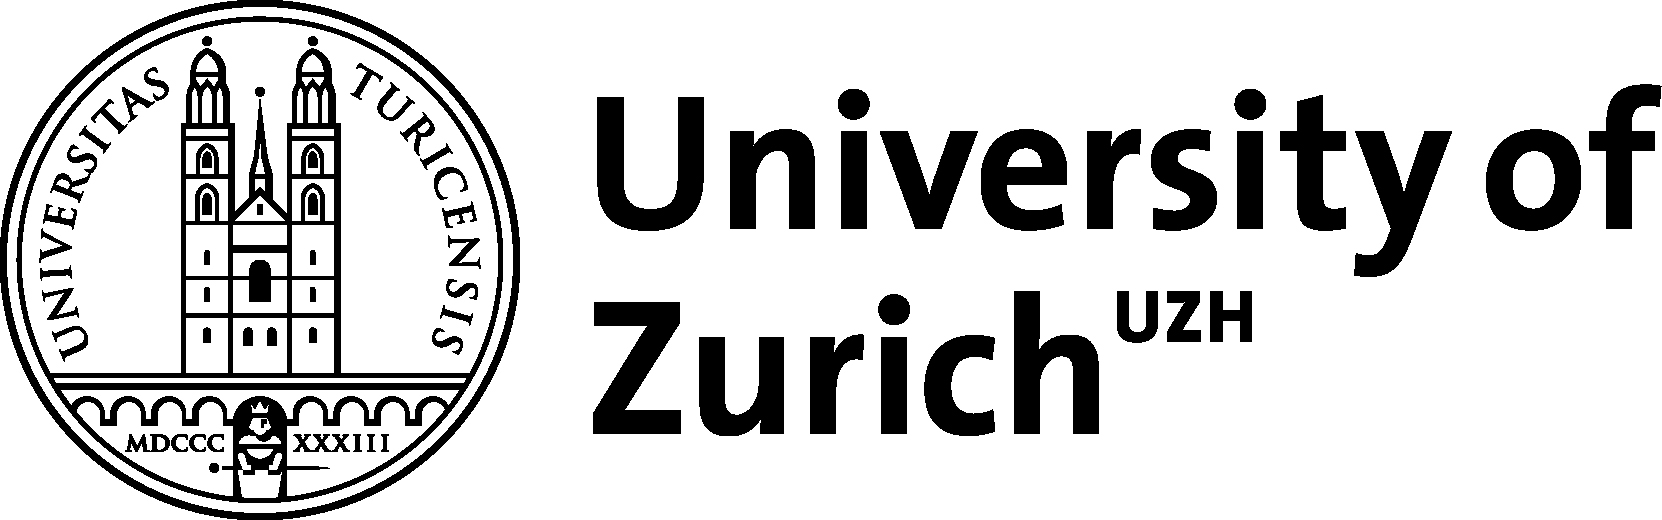 UNIVERSITAS TURICENSIS
MDCCC XXXIII
University of
Zurich UZH